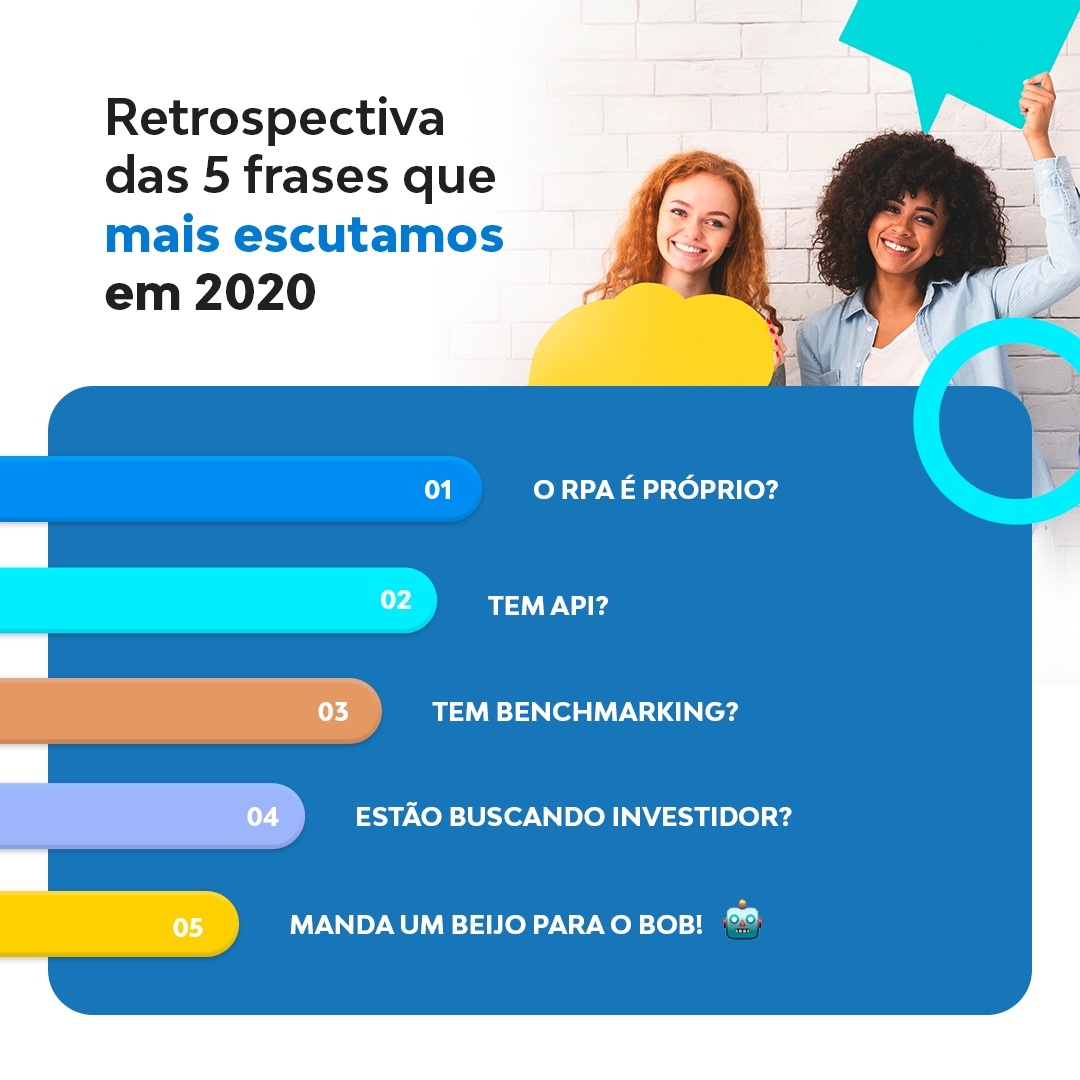 Retrospectiva
das 5 frases que
mais escutamos
em 2020
01 O RPA É PRÓPRIO?
02 TEM API?
03 TEM BENCHMARKING?
04 ESTÃO BUSCANDO INVESTIDOR?
05 MANDA UM BEIJO PARA O BOB!